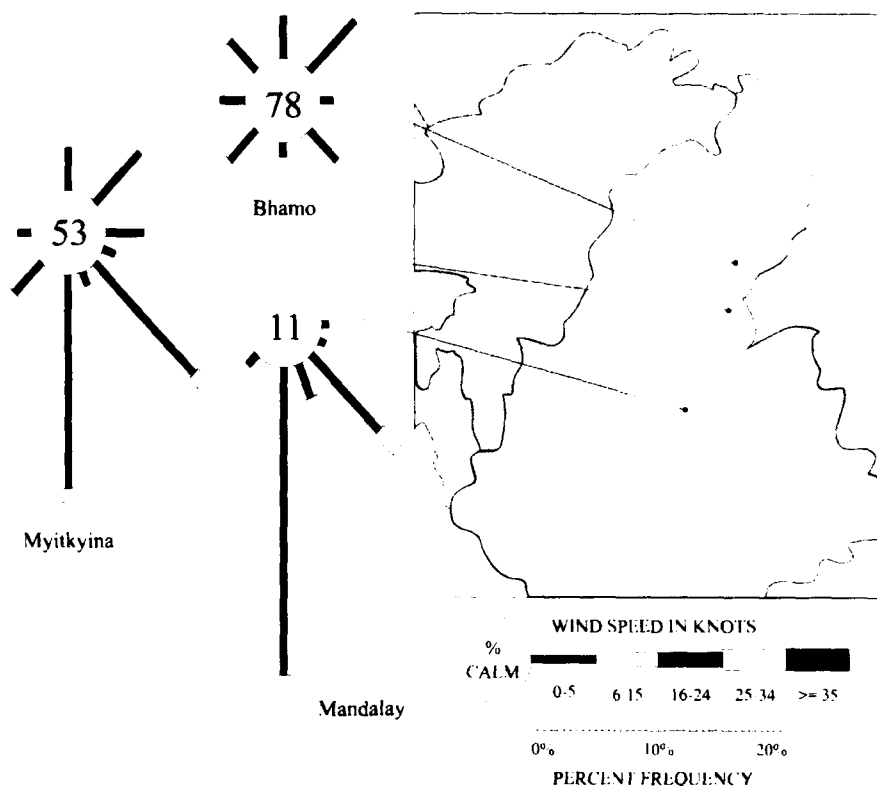 78
Bhamo
53
11
Myitkyina
Mandalay
WIND SPEED IN KNOTS
%
CALM
0-5 6-15 16-24 25-34 >= 35
0% 10% 20%
PERCENT FREQUENCY